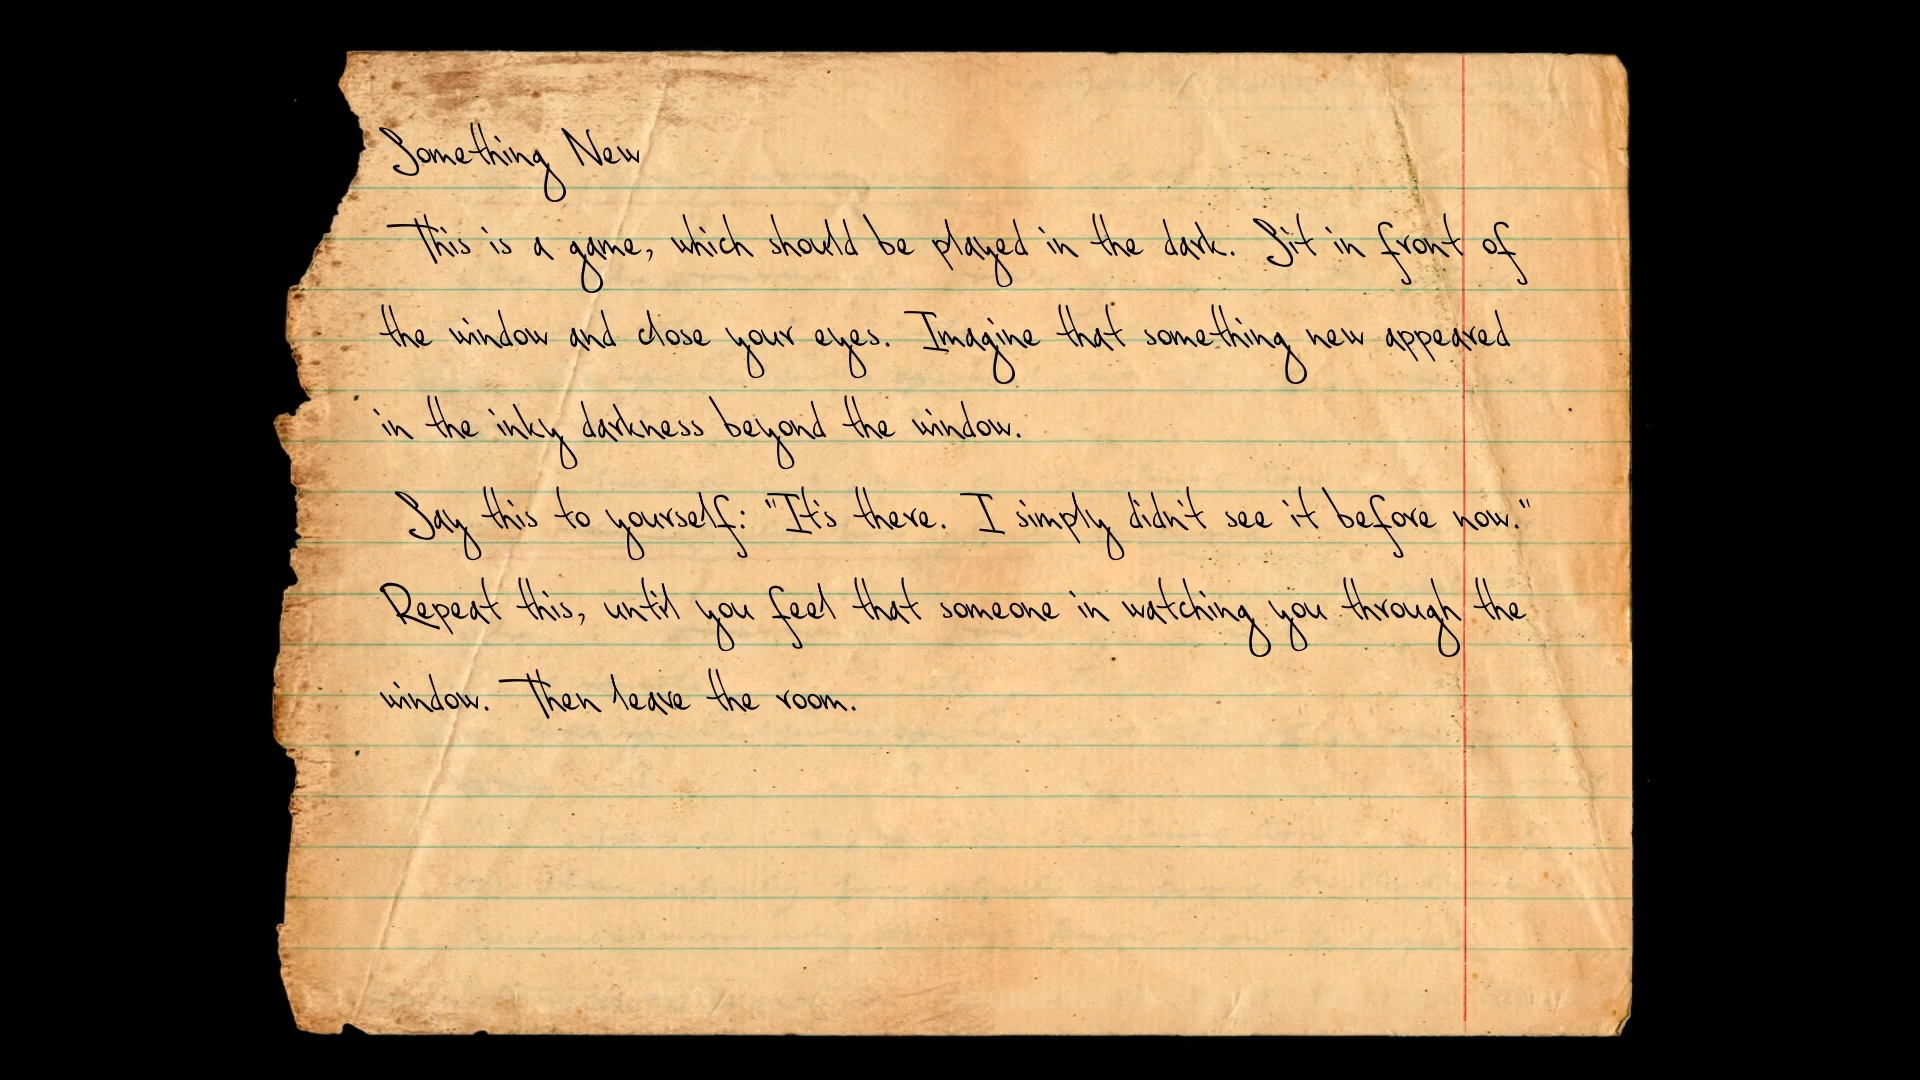 Something New
This is a game, which should be played in the dark. Sit in front of
the window and close your eyes. Imagine that something new appeared
in the inky darkness beyond the window.
Say this to yourself: "It's there. I simply didn't see it before now."
Repeat this, until you feel that someone in watching you through the
window. Then leave the room.